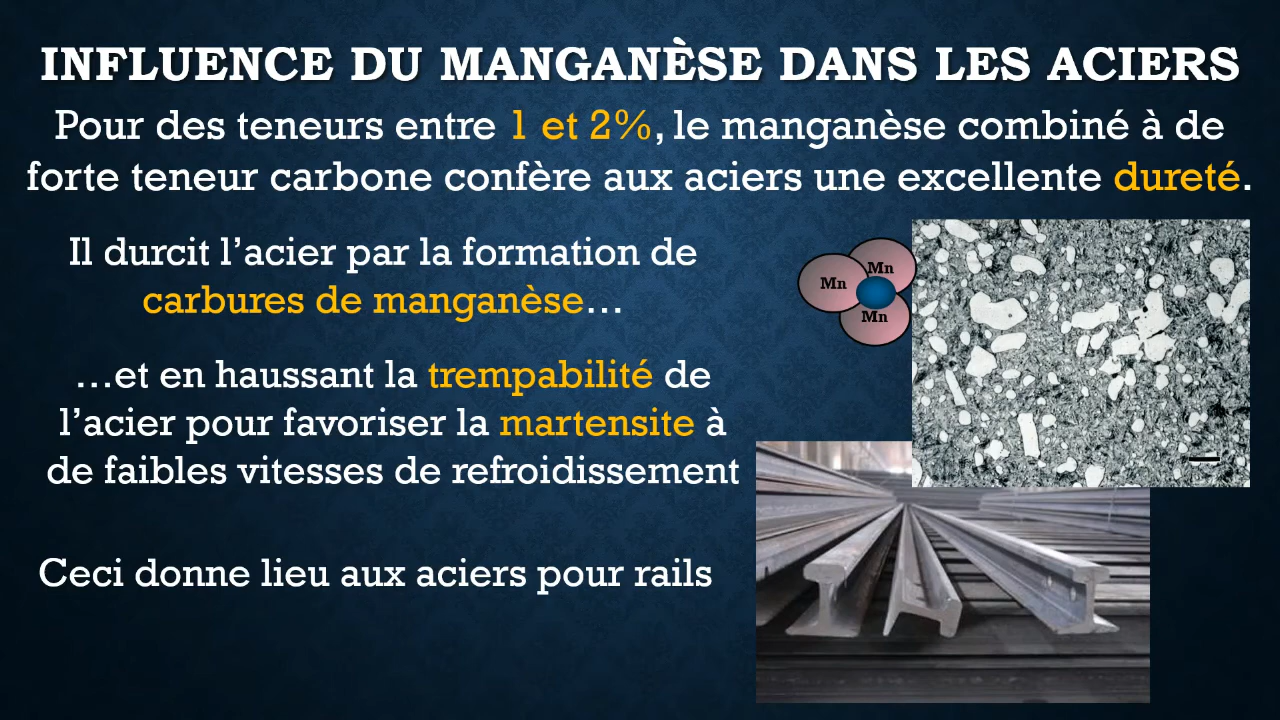 INFLUENCE DU MANGANÈSE DANS LES ACIERS
Pour des teneurs entre 1 et 2%, le manganèse combiné à de
forte teneur carbone confère aux aciers une excellente dureté.
Il durcit l’acier par la formation de
carbures de manganèse…
Mn
Mn
Mn
…et en haussant la trempabilité de
l’acier pour favoriser la martensite à
de faibles vitesses de refroidissement
Ceci donne lieu aux aciers pour rails